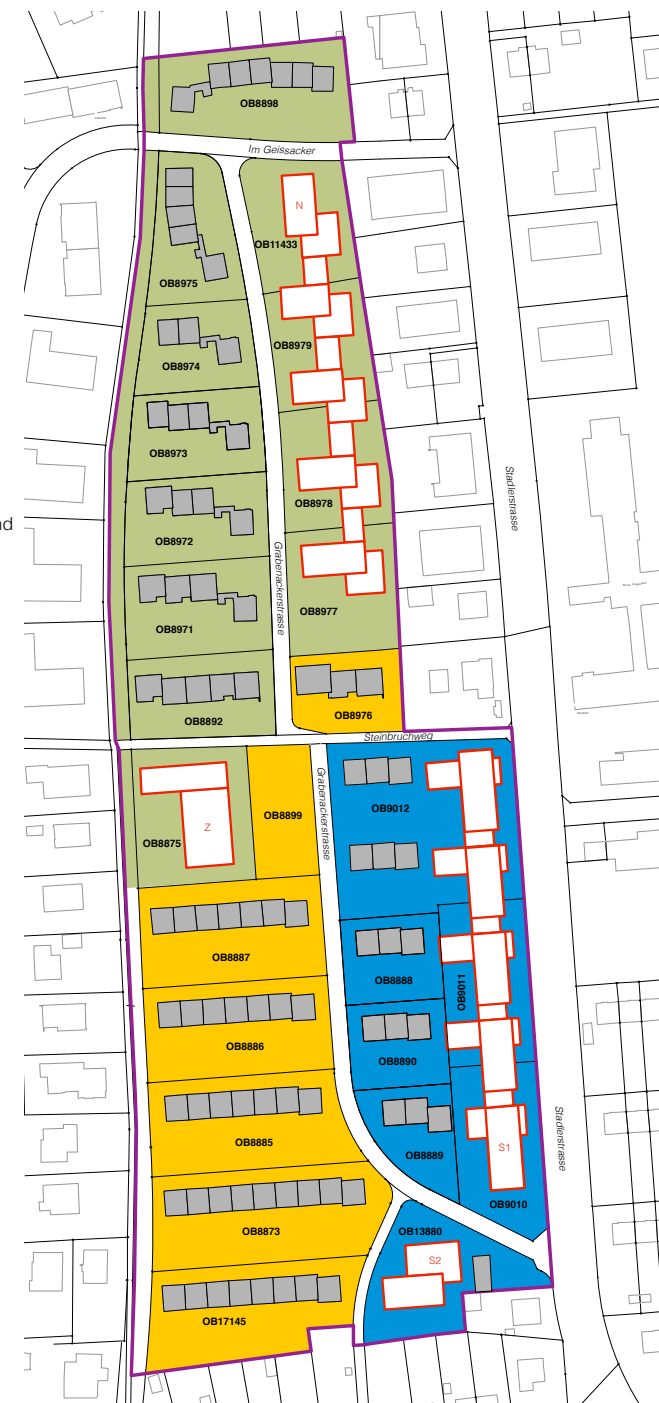 OB8898
Im Geissacker
N
OB11433
OB8975
OB8979
OB8974
OB8973
Stadlerstrasse
OB8978
nd
OB8972
Grabenackerstrasse
OB8977
OB8971
OB8976
OB8892
Steinbruchweg
Grabenackerstrasse
OB9012
OB8899
Z
OB8875
OB8887
OB8888
OB9011
OB8886
OB8890
OB8885
Stadlerstrasse
S1
OB8889
OB9010
OB8873
OB13880
S2
OB17145